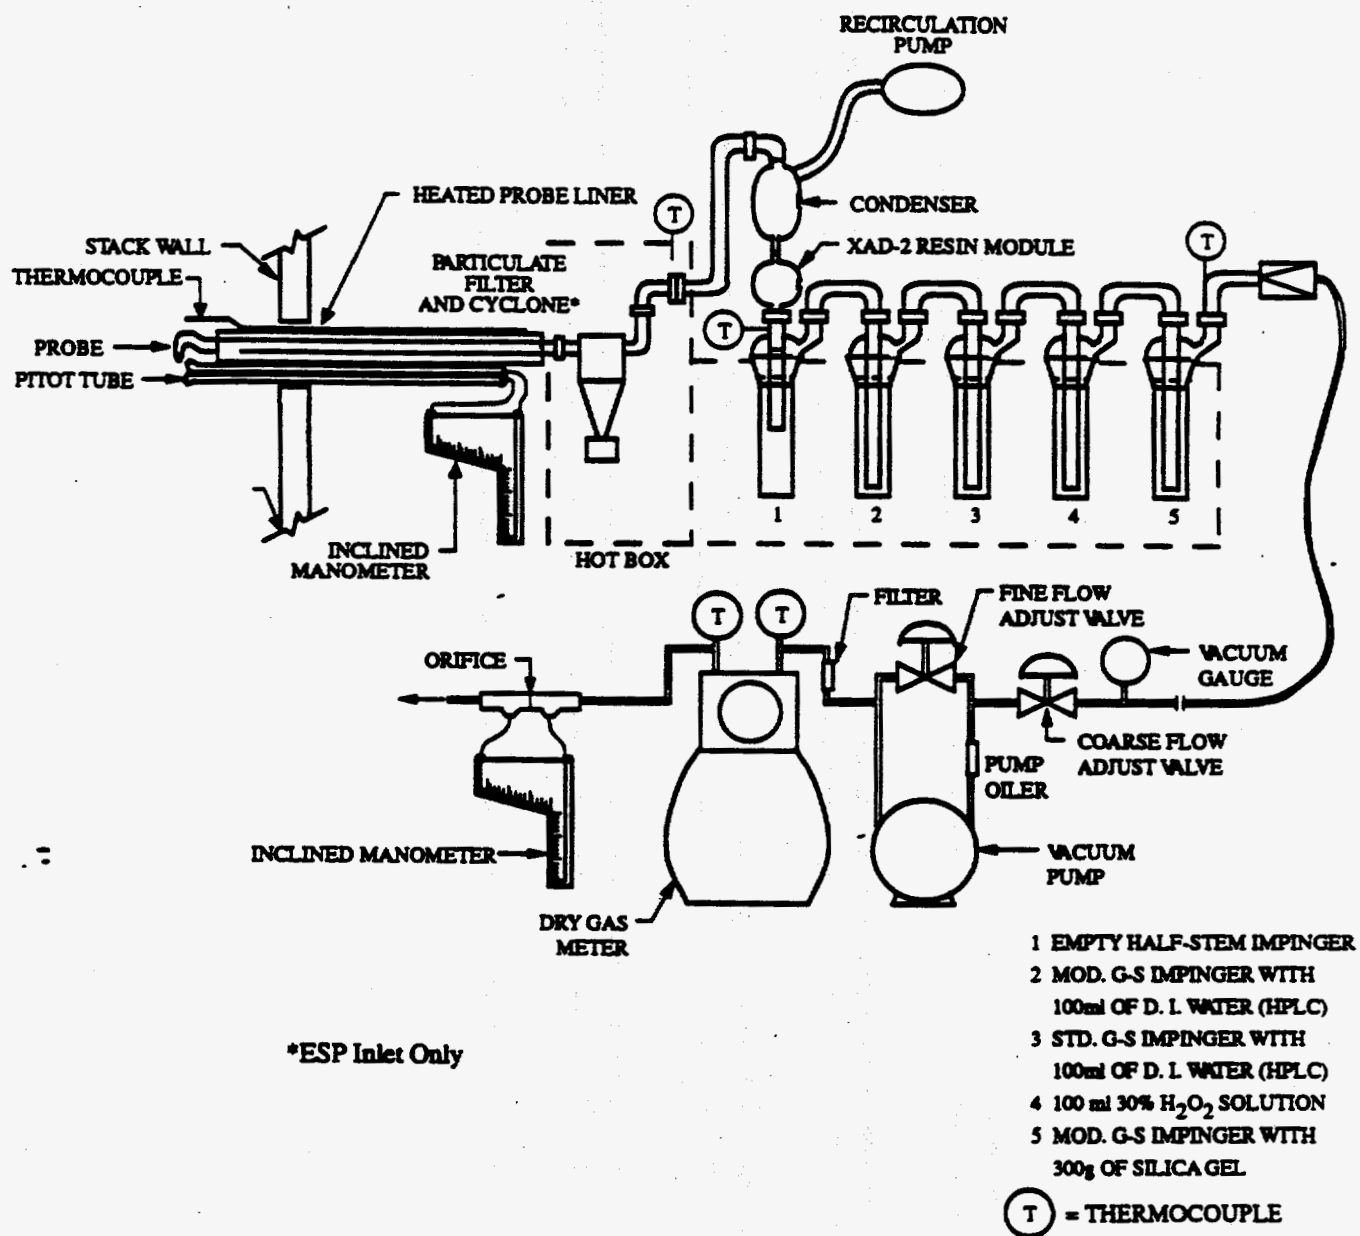 RECIRCULATION
PUMP
HEATED PROBE LINER
T
CONDENSER
STACK WALL
THERMOCOUPLE
PARTICULATE
FILTER
AND CYCLONE*
XAD-2 RESIN MODULE
T
T
PROBE
PITOT TUBE
1 2 3 4 5
INCLINED
MANOMETER
HOT BOX
T T
FILTER
FINE FLOW
ADJUST VALVE
ORIFICE
VACUUM
GAUGE
COARSE FLOW
ADJUST VALVE
PUMP
OILER
INCLINED MANOMETER
VACUUM
PUMP
DRY GAS
METER
1 EMPTY HALF-STEM IMPINGER
2 MOD. G-S IMPINGER WITH
100ml OF D. I. WATER (HPLC)
3 STD. G-S IMPINGER WITH
100ml OF D. I. WATER (HPLC)
4 100 ml 30% H₂O₂ SOLUTION
5 MOD. G-S IMPINGER WITH
300g OF SILICA GEL
T = THERMOCOUPLE
*ESP Inlet Only